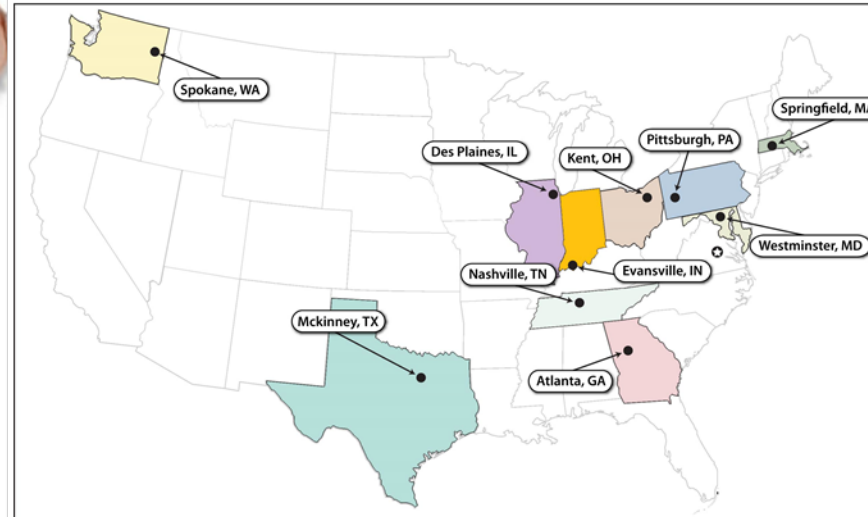 Spokane, WA
Springfield, MA
Pittsburgh, PA
Des Plaines, IL
Kent, OH
Westminster, MD
Nashville, TN
Evansville, IN
Mckinney, TX
Atlanta, GA